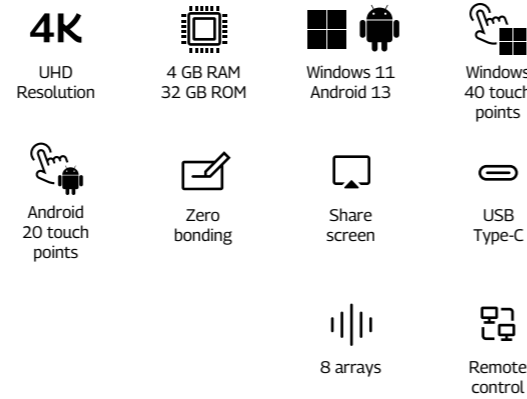 4K
UHD
Resolution
4 GB RAM
32 GB ROM
Windows 11
Android 13
Windows
40 touch
points
Android
20 touch
points
Zero
bonding
Share
screen
USB
Type-C
8 arrays
Remote
control